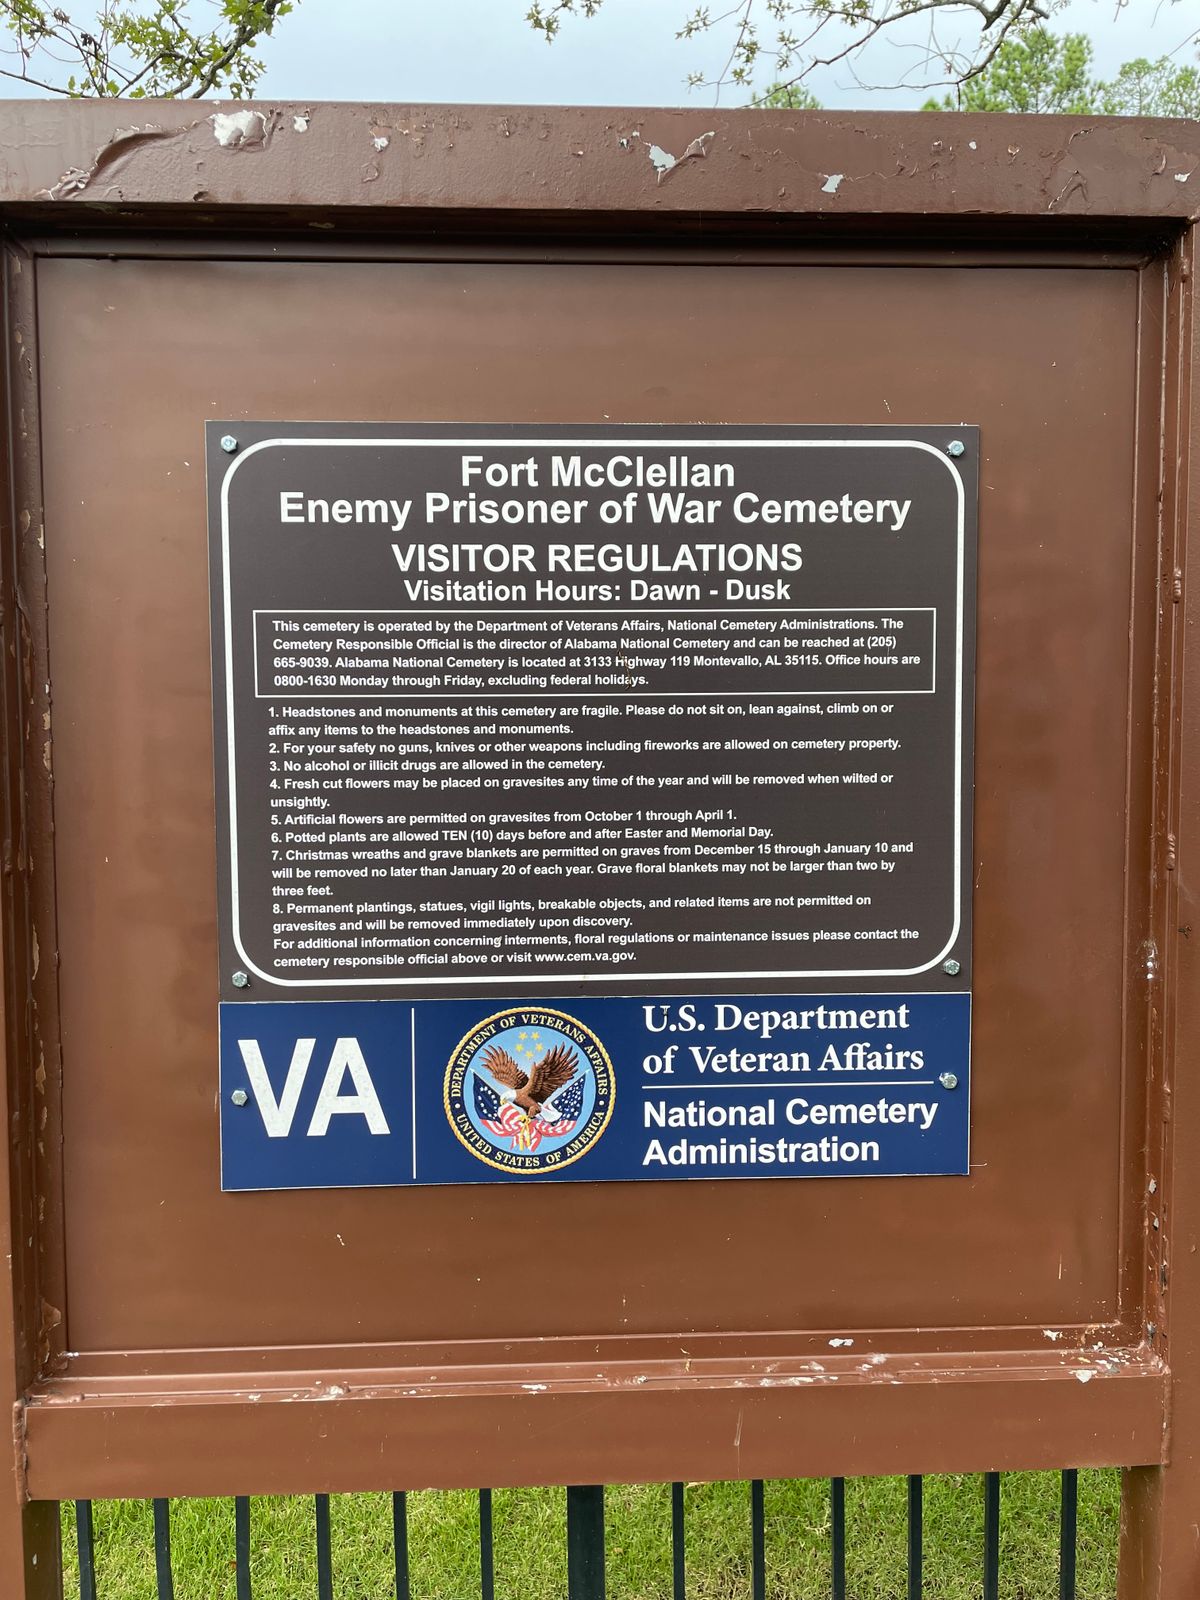 Fort McClellan
Enemy Prisoner of War Cemetery
VISITOR REGULATIONS
Visitation Hours: Dawn - Dusk
This cemetery is operated by the Department of Veterans Affairs, National Cemetery Administrations. The
Cemetery Responsible Official is the director of Alabama National Cemetery and can be reached at (205)
665-9039. Alabama National Cemetery is located at 3133 Highway 119 Montevallo, AL 35115. Office hours are
0800-1630 Monday through Friday, excluding federal holidays.
1. Headstones and monuments at this cemetery are fragile. Please do not sit on, lean against, climb on or
affix any items to the headstones and monuments.
2. For your safety no guns, knives or other weapons including fireworks are allowed on cemetery property.
3. No alcohol or illicit drugs are allowed in the cemetery.
4. Fresh cut flowers may be placed on gravesites any time of the year and will be removed when wilted or
unsightly.
5. Artificial flowers are permitted on gravesites from October 1 through April 1.
6. Potted plants are allowed TEN (10) days before and after Easter and Memorial Day.
7. Christmas wreaths and grave blankets are permitted on graves from December 15 through January 10 and
will be removed no later than January 20 of each year. Grave floral blankets may not be larger than two by
three feet.
8. Permanent plantings, statues, vigil lights, breakable objects, and related items are not permitted on
gravesites and will be removed immediately upon discovery.
For additional information concerning interments, floral regulations or maintenance issues please contact the
cemetery responsible official above or visit www.cem.va.gov.
VA
DEPARTMENT OF VETERANS AFFAIRS
UNITED STATES OF AMERICA
U.S. Department
of Veteran Affairs
National Cemetery
Administration